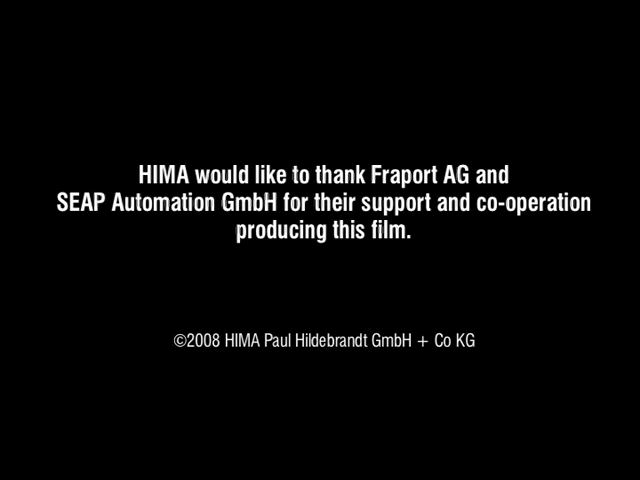 HIMA would like to thank Fraport AG and
SEAP Automation GmbH for their support and co-operation
producing this film.
©2008 HIMA Paul Hildebrandt GmbH + Co KG